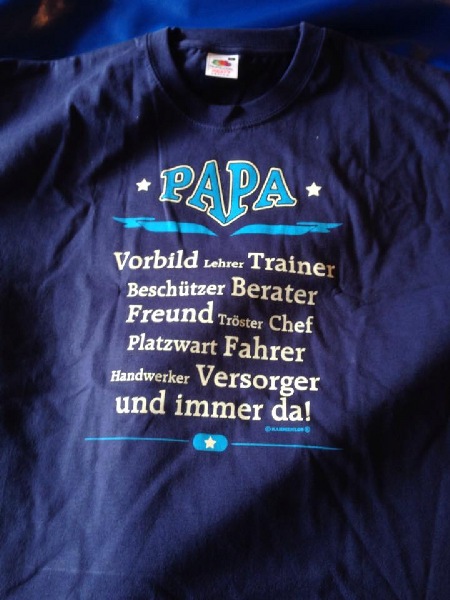 PAPA
Vorbild Lehrer Trainer
Beschützer Berater
Freund Tröster Chef
Platzwart Fahrer
Handwerker Versorger
und immer da!